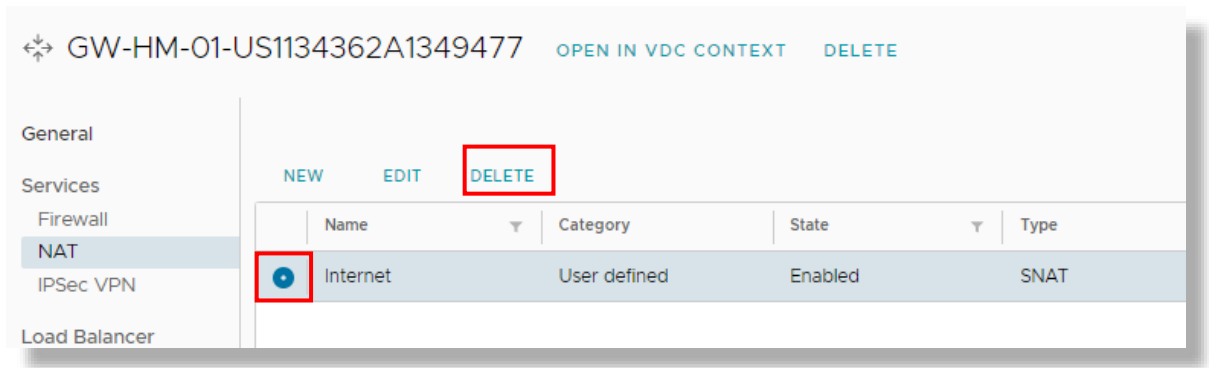 GW-HM-01-US1134362A1349477 OPEN IN VDC CONTEXT DELETE
General
Services
Firewall
NAT
IPSec VPN
Load Balancer
NEW EDIT DELETE
Name Category State Type
Internet User defined Enabled SNAT